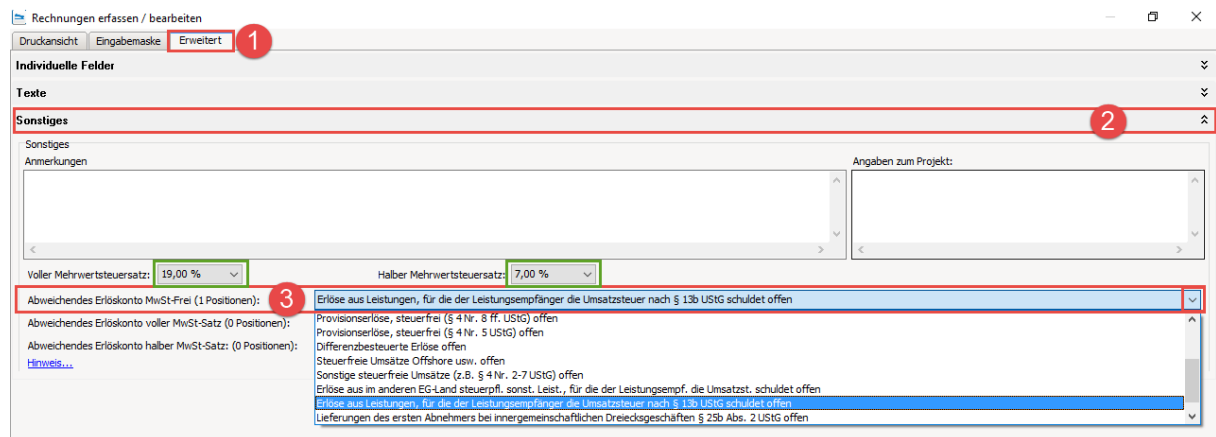 Rechnungen erfassen / bearbeiten
Druckansicht Eingabemaske Erweitert 1
Individuelle Felder
Texte
Sonstiges 2
Sonstiges
Anmerkungen Angaben zum Projekt:
Voller Mehrwertsteuersatz: 19,00 % Halber Mehrwertsteuersatz: 7,00 %
Abweichendes Erlöskonto MwSt-Frei (1 Positionen): 3 Erlöse aus Leistungen, für die der Leistungsempfänger die Umsatzsteuer nach § 13b UStG schuldet offen
Abweichendes Erlöskonto voller MwSt-Satz (0 Positionen):
Abweichendes Erlöskonto halber MwSt-Satz: (0 Positionen):
Hinweis...
Provisionserlöse, steuerfrei (§ 4 Nr. 8 ff. UStG) offen
Provisionserlöse, steuerfrei (§ 4 Nr. 5 UStG) offen
Differenzbesteuerte Erlöse offen
Steuerfreie Umsätze Offshore usw. offen
Sonstige steuerfreie Umsätze (z.B. § 4 Nr. 2-7 UStG) offen
Erlöse aus im anderen EG-Land steuerpfl. sonst. Leist., für die der Leistungsempf. die Umsatzst. schuldet offen
Erlöse aus Leistungen, für die der Leistungsempfänger die Umsatzsteuer nach § 13b UStG schuldet offen
Lieferungen des ersten Abnehmers bei innergemeinschaftlichen Dreiecksgeschäften § 25b Abs. 2 UStG offen